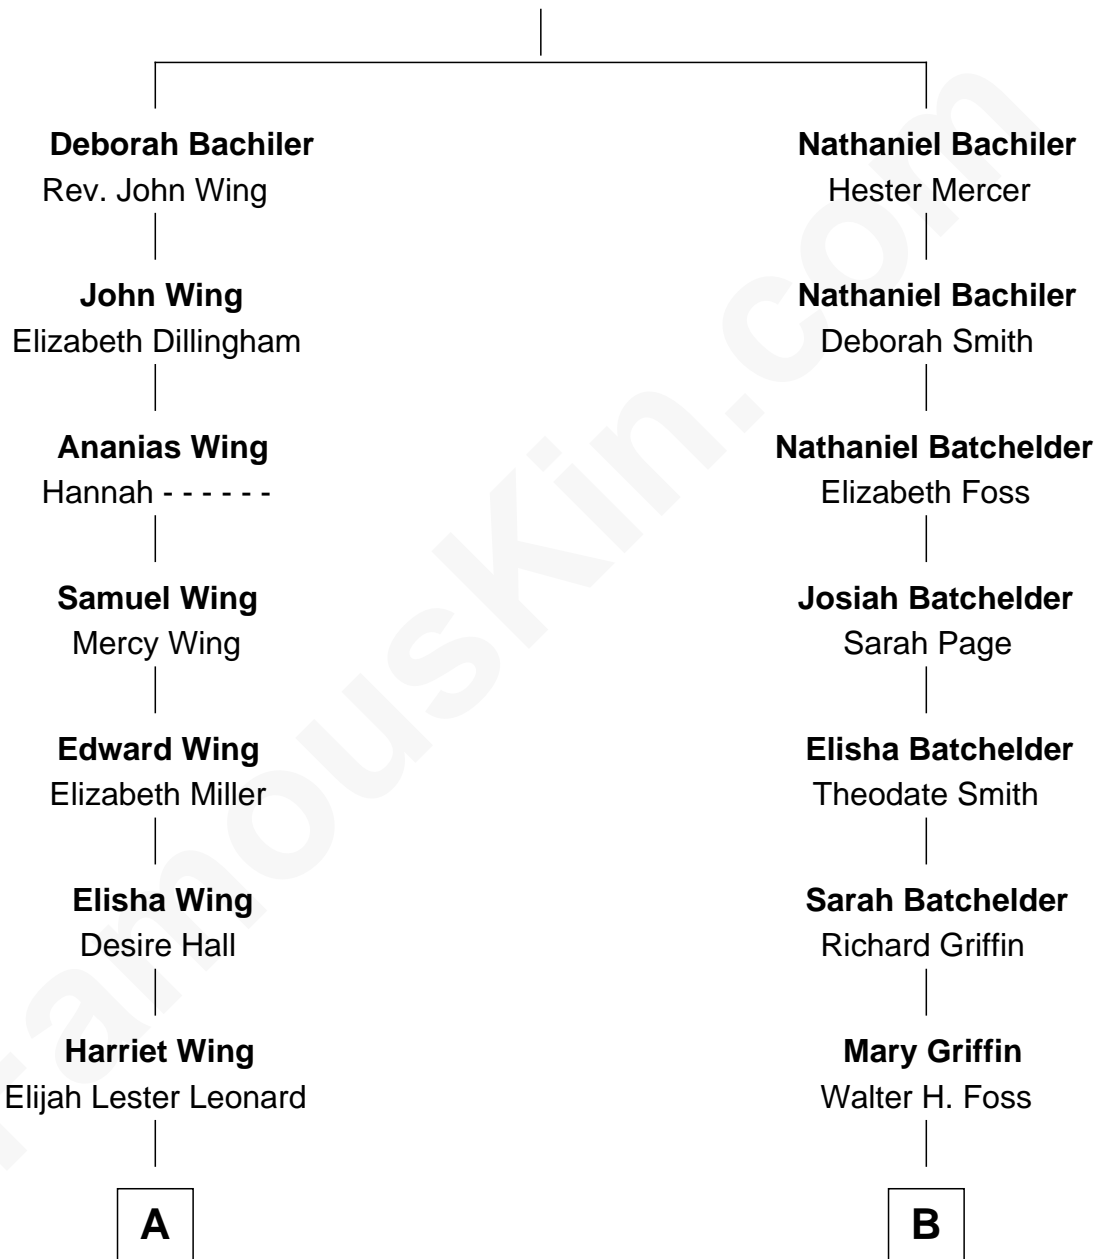 Deborah Bachiler
Rev. John Wing
John Wing
Elizabeth Dillingham
Ananias Wing
Hannah - - - - - -
Samuel Wing
Mercy Wing
Edward Wing
Elizabeth Miller
Elisha Wing
Desire Hall
Harriet Wing
Elijah Lester Leonard
A
Nathaniel Bachiler
Hester Mercer
Nathaniel Bachiler
Deborah Smith
Nathaniel Batchelder
Elizabeth Foss
Josiah Batchelder
Sarah Page
Elisha Batchelder
Theodate Smith
Sarah Batchelder
Richard Griffin
Mary Griffin
Walter H. Foss
B
FamousKin.com